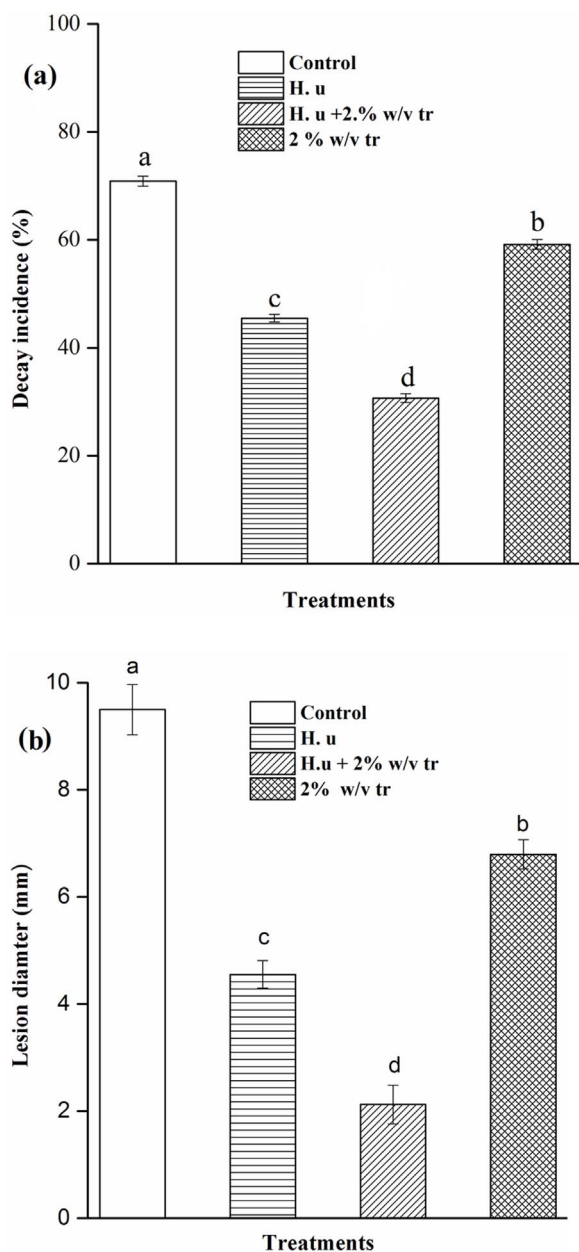 100
(a)
Control
H. u
H. u +2.% w/v tr
2 % w/v tr
80
a
60
b
c
40
d
20
0
Decay incidence (%)
Treatments
10
a
(b)
Control
H. u
H.u + 2% w/v tr
2% w/v tr
8
b
6
c
4
d
2
0
Lesion diamter (mm)
Treatments